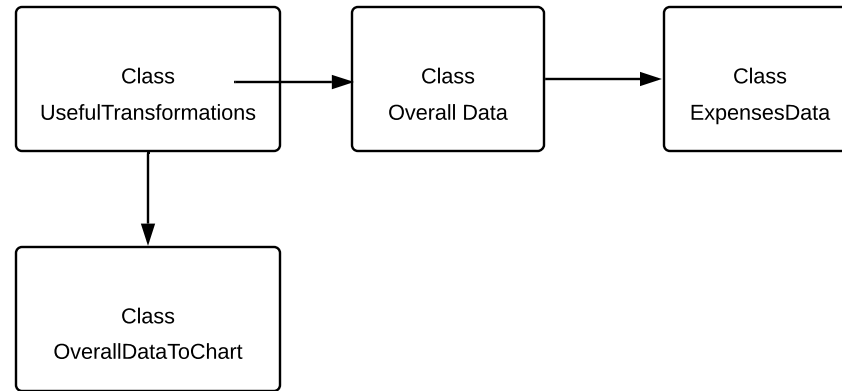 Class
UsefulTransformations
Class
Overall Data
Class
ExpensesData
Class
OverallDataToChart